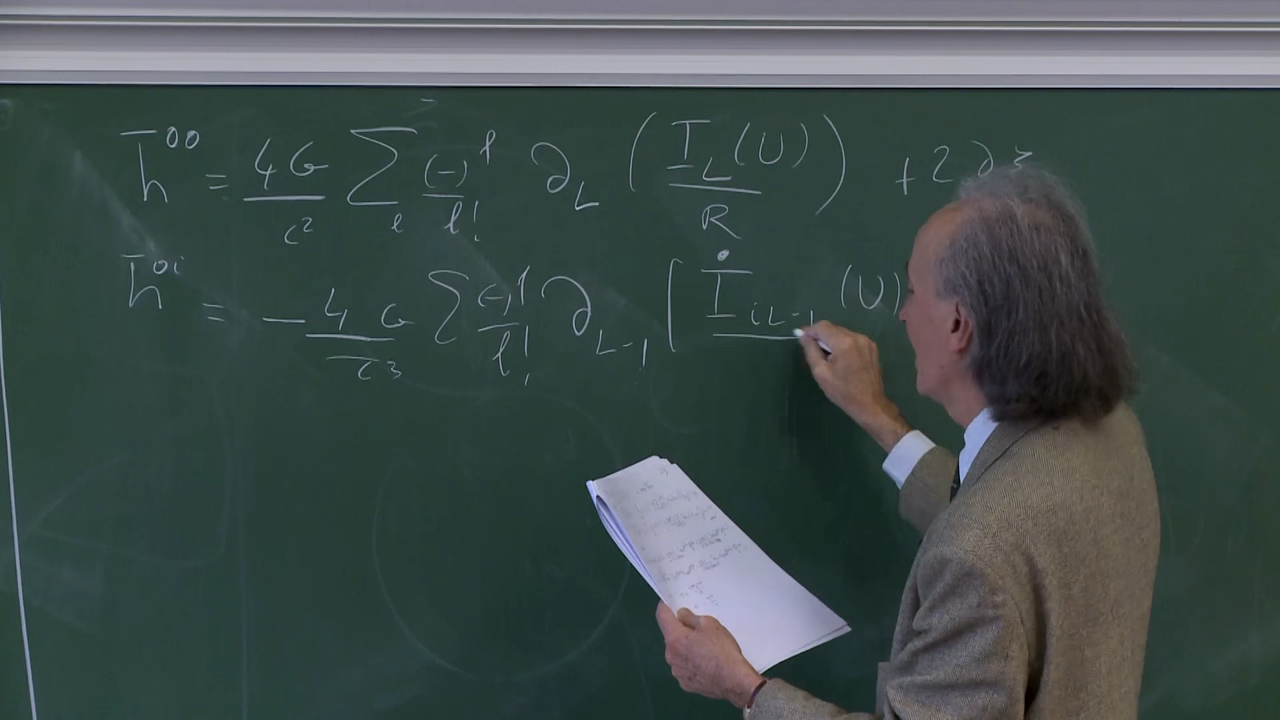 h̄⁰⁰ = 4G/c² Σ_ℓ (-)^ℓ/ℓ! ∂_L ( I_L(U)/R ) + 2∂
h̄⁰ⁱ = - 4G/c³ Σ (-)^ℓ/ℓ! ∂_{L-1} [ İ_{iL-1}(U)